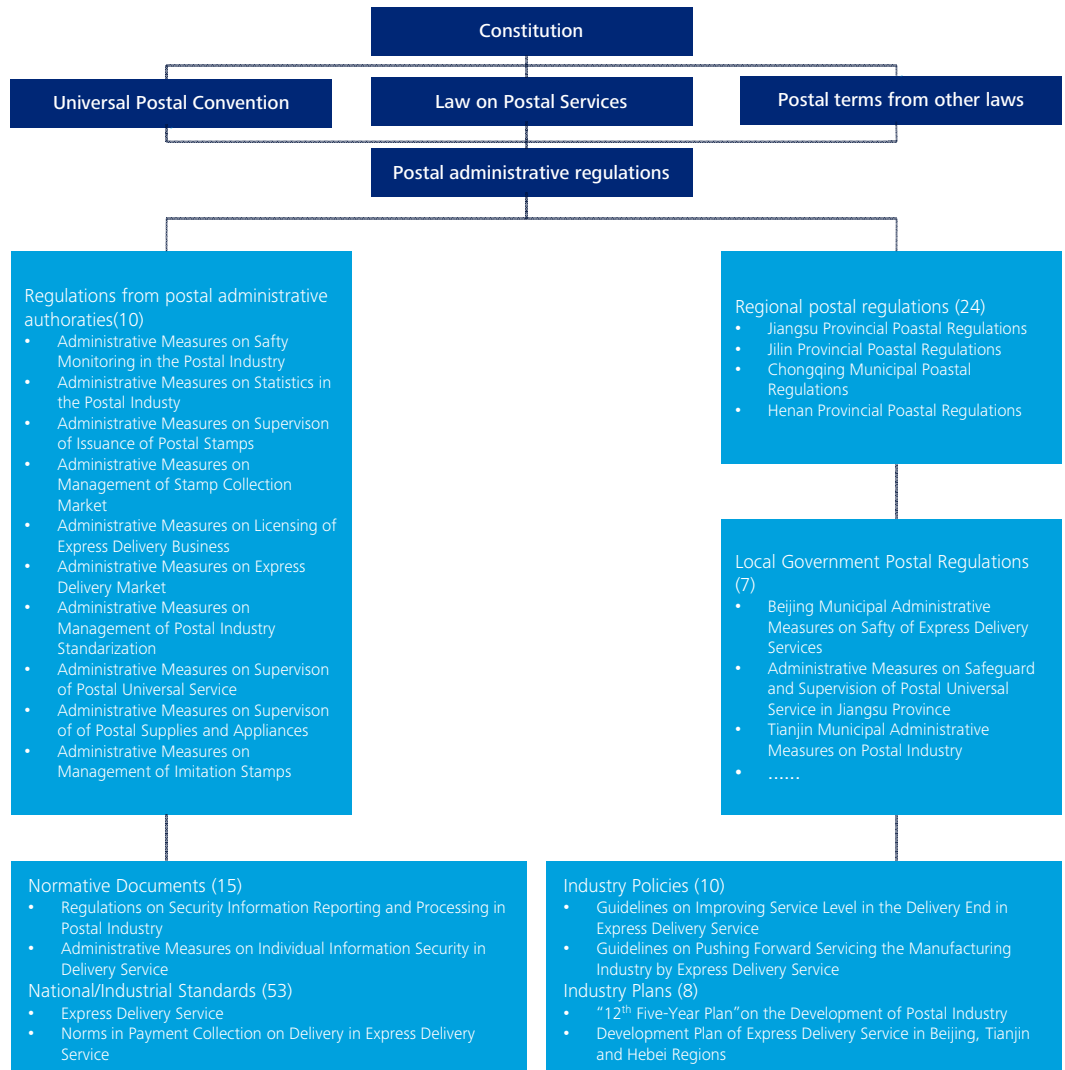 Constitution
Universal Postal Convention
Law on Postal Services
Postal terms from other laws
Postal administrative regulations
Regulations from postal administrative
authoraties(10)
• Administrative Measures on Safty
Monitoring in the Postal Industry
• Administrative Measures on Statistics in
the Postal Industy
• Administrative Measures on Supervison
of Issuance of Postal Stamps
• Administrative Measures on
Management of Stamp Collection
Market
• Administrative Measures on Licensing of
Express Delivery Business
• Administrative Measures on Express
Delivery Market
• Administrative Measures on
Management of Postal Industry
Standarization
• Administrative Measures on Supervison
of Postal Universal Service
• Administrative Measures on Supervison
of of Postal Supplies and Appliances
• Administrative Measures on
Management of Imitation Stamps
Regional postal regulations (24)
• Jiangsu Provincial Poastal Regulations
• Jilin Provincial Poastal Regulations
• Chongqing Municipal Poastal
Regulations
• Henan Provincial Poastal Regulations
Local Government Postal Regulations
(7)
• Beijing Municipal Administrative
Measures on Safty of Express Delivery
Services
• Administrative Measures on Safeguard
and Supervision of Postal Universal
Service in Jiangsu Province
• Tianjin Municipal Administrative
Measures on Postal Industry
• ......
Normative Documents (15)
• Regulations on Security Information Reporting and Processing in
Postal Industry
• Administrative Measures on Individual Information Security in
Delivery Service
National/Industrial Standards (53)
• Express Delivery Service
• Norms in Payment Collection on Delivery in Express Delivery
Service
Industry Policies (10)
• Guidelines on Improving Service Level in the Delivery End in
Express Delivery Service
• Guidelines on Pushing Forward Servicing the Manufacturing
Industry by Express Delivery Service
Industry Plans (8)
• "12th Five-Year Plan"on the Development of Postal Industry
• Development Plan of Express Delivery Service in Beijing, Tianjin
and Hebei Regions